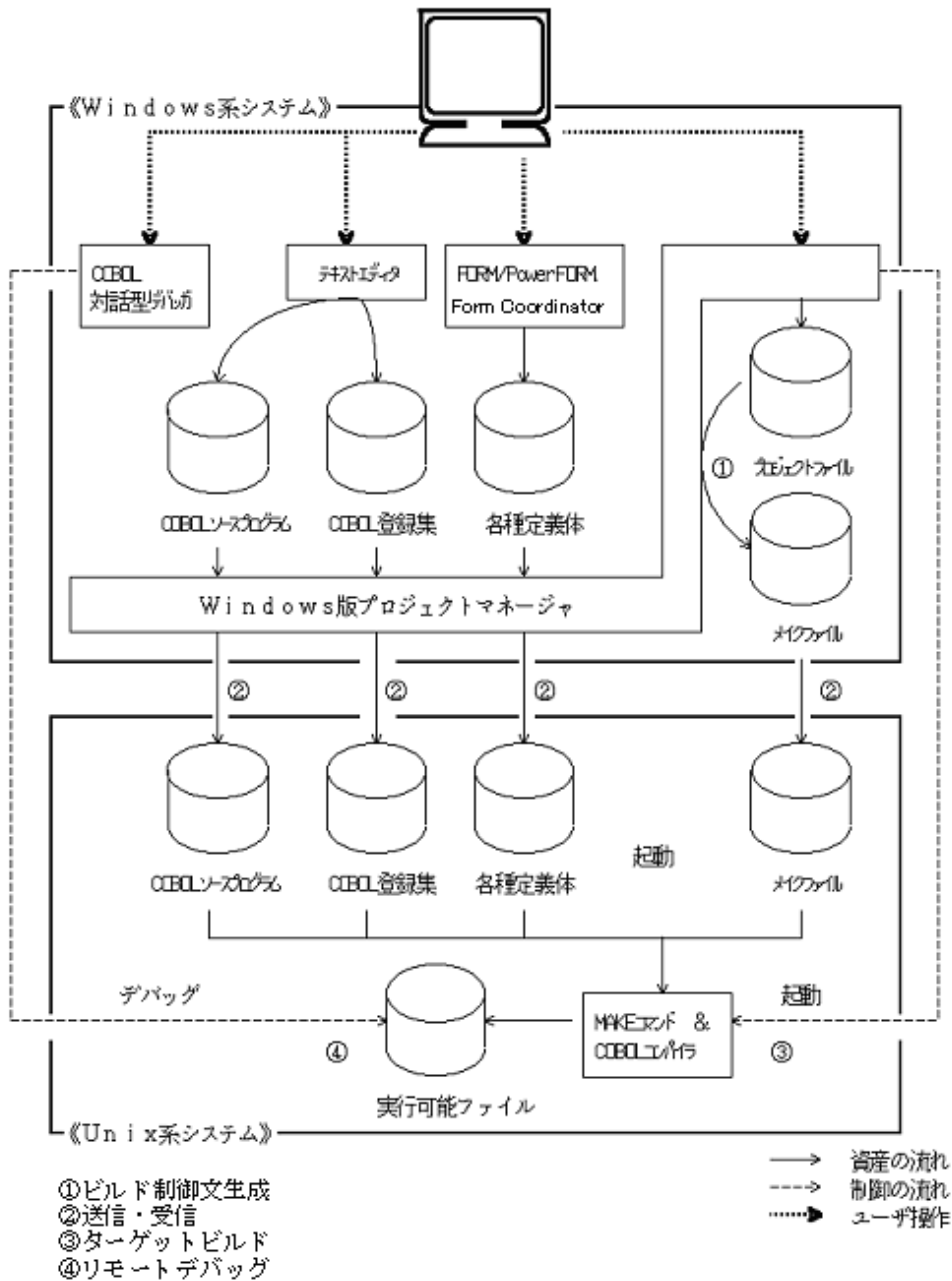 《Windows系システム》
COBOL
対話型デバッガ
テキストエディタ
FORM/PowerFORM
Form Coordinator
① プロジェクトファイル
COBOLソースプログラム COBOL登録集 各種定義体
Windows版プロジェクトマネージャ
メイクファイル
② ② ② ②
起動
COBOLソースプログラム COBOL登録集 各種定義体 メイクファイル
デバッグ
起動
MAKEコマンド &
COBOLコンパイラ
④
③
実行可能ファイル
《Unix系システム》
資産の流れ
制御の流れ
ユーザ操作
①ビルド制御文生成
②送信・受信
③ターゲットビルド
④リモートデバッグ